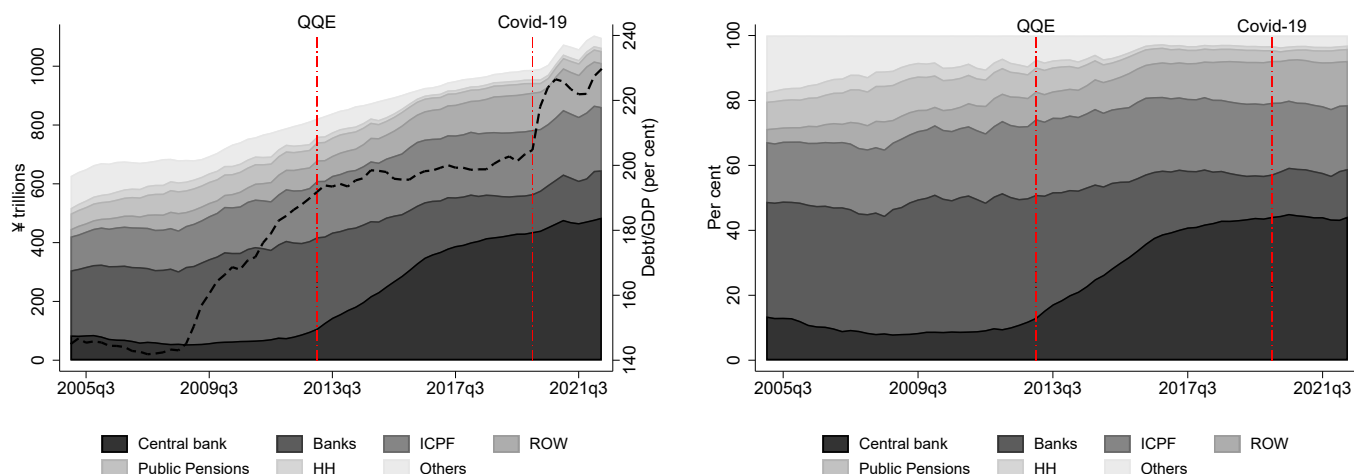 QQE Covid-19
¥ trillions
0 200 400 600 800 1000
Debt/GDP (per cent)
140 160 180 200 220 240
2005q3 2009q3 2013q3 2017q3 2021q3
Central bank Banks ICPF ROW
Public Pensions HH Others
QQE Covid-19
Per cent
0 20 40 60 80 100
2005q3 2009q3 2013q3 2017q3 2021q3
Central bank Banks ICPF ROW
Public Pensions HH Others